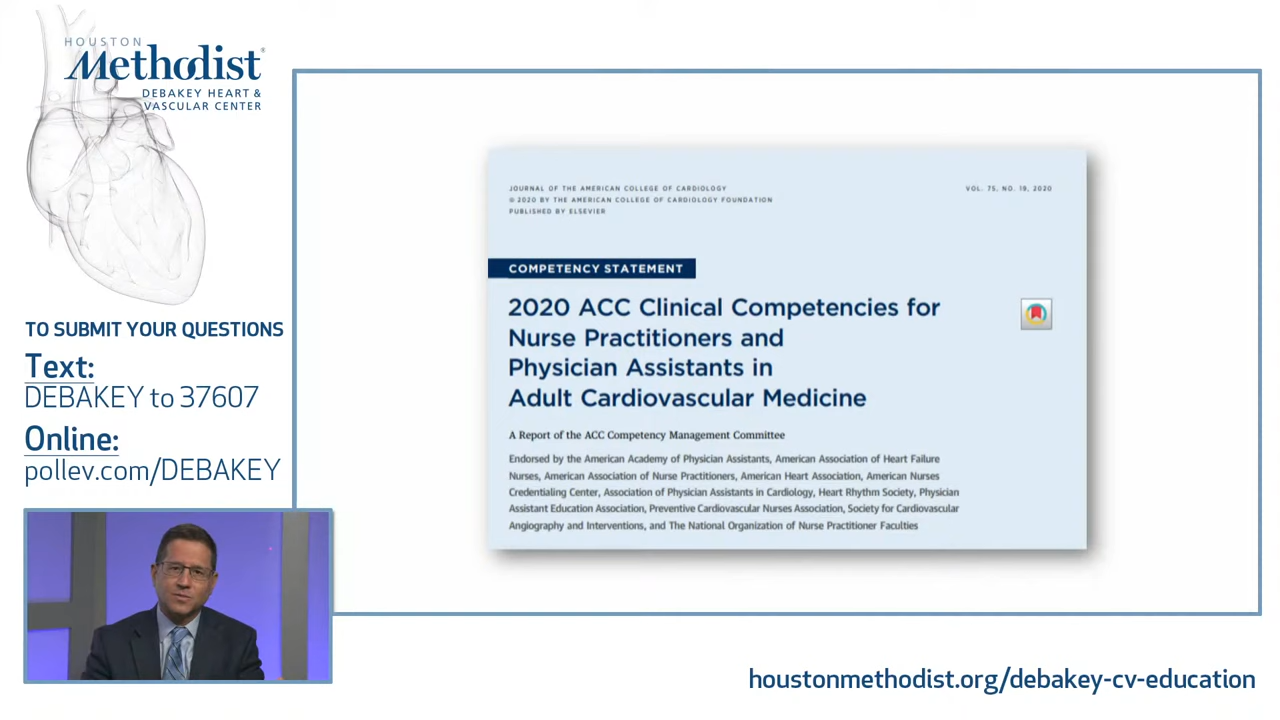 HOUSTON
Methodist®
DEBAKEY HEART &
VASCULAR CENTER
TO SUBMIT YOUR QUESTIONS
Text:
DEBAKEY to 37607
Online:
pollev.com/DEBAKEY
JOURNAL OF THE AMERICAN COLLEGE OF CARDIOLOGY
VOL. 75, NO. 19, 2020
© 2020 BY THE AMERICAN COLLEGE OF CARDIOLOGY FOUNDATION
PUBLISHED BY ELSEVIER
COMPETENCY STATEMENT
2020 ACC Clinical Competencies for
Nurse Practitioners and
Physician Assistants in
Adult Cardiovascular Medicine
A Report of the ACC Competency Management Committee
Endorsed by the American Academy of Physician Assistants, American Association of Heart Failure
Nurses, American Association of Nurse Practitioners, American Heart Association, American Nurses
Credentialing Center, Association of Physician Assistants in Cardiology, Heart Rhythm Society, Physician
Assistant Education Association, Preventive Cardiovascular Nurses Association, Society for Cardiovascular
Angiography and Interventions, and The National Organization of Nurse Practitioner Faculties
houstonmethodist.org/debakey-cv-education